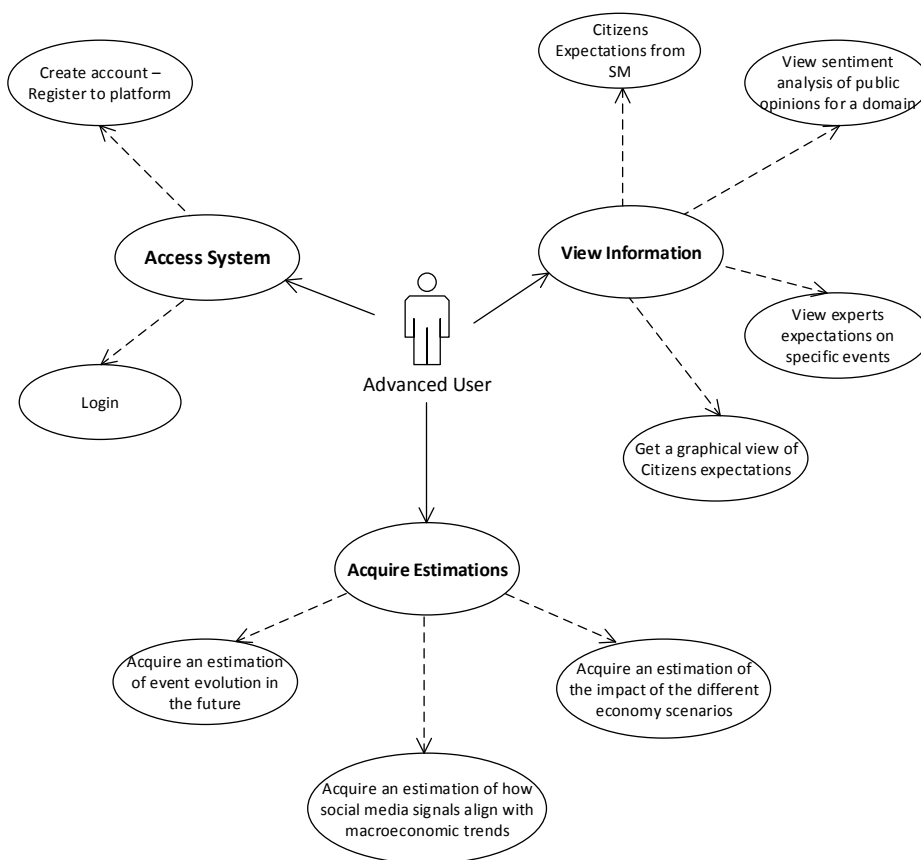 Citizens
Expectations from
SM
Create account –
Register to platform
View sentiment
analysis of public
opinions for a domain
Access System
View Information
View experts
expectations on
specific events
Advanced User
Login
Get a graphical view of
Citizens expectations
Acquire Estimations
Acquire an estimation
of event evolution in
the future
Acquire an estimation of
the impact of the different
economy scenarios
Acquire an estimation of how
social media signals align with
macroeconomic trends